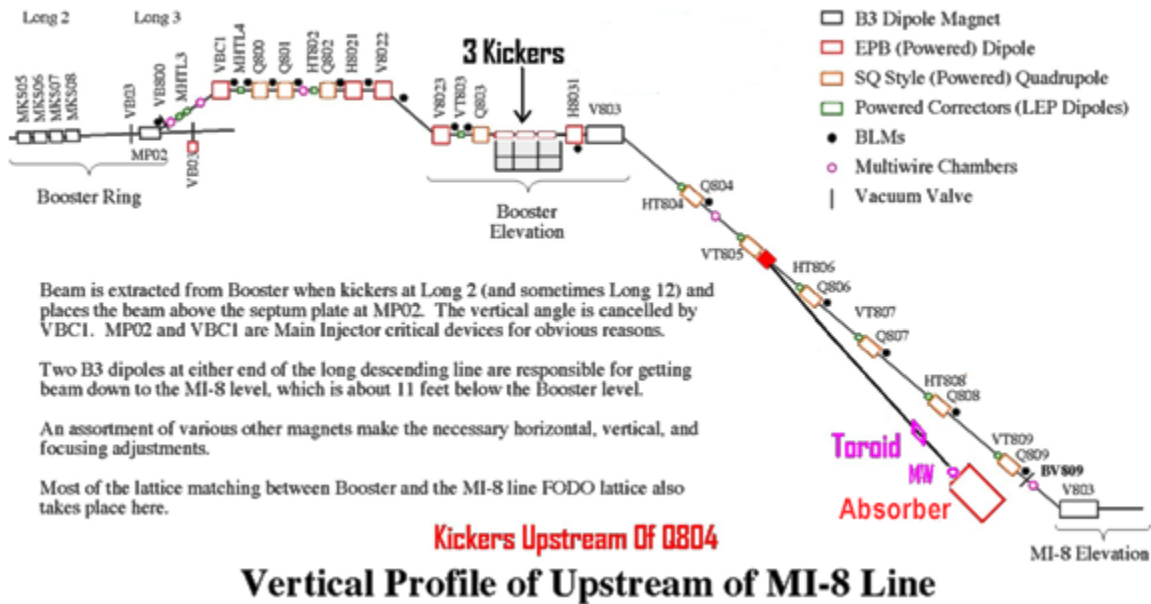 Long 2
Long 3
MKS05
MKS06
MKS07
MKS08
VB03
VB800
MHTL3
MP02
VB03
Booster Ring
VBC1
MHTL4
Q800
Q801
HT802
Q802
H8021
V8022
V8023
VT803
Q803
3 Kickers
H8031
V803
Booster
Elevation
B3 Dipole Magnet
EPB (Powered) Dipole
SQ Style (Powered) Quadrupole
Powered Correctors (LEP Dipoles)
BLMs
Multiwire Chambers
Vacuum Valve
HT804
Q804
VT805
HT806
Q806
VT807
Q807
HT808
Q808
VT809
Q809
BV809
V803
MI-8 Elevation
Toroid
MW
Absorber
Beam is extracted from Booster when kickers at Long 2 (and sometimes Long 12) and
places the beam above the septum plate at MP02. The vertical angle is cancelled by
VBC1. MP02 and VBC1 are Main Injector critical devices for obvious reasons.
Two B3 dipoles at either end of the long descending line are responsible for getting
beam down to the MI-8 level, which is about 11 feet below the Booster level.
An assortment of various other magnets make the necessary horizontal, vertical, and
focusing adjustments.
Most of the lattice matching between Booster and the MI-8 line FODO lattice also
takes place here.
Kickers Upstream Of Q804
Vertical Profile of Upstream of MI-8 Line